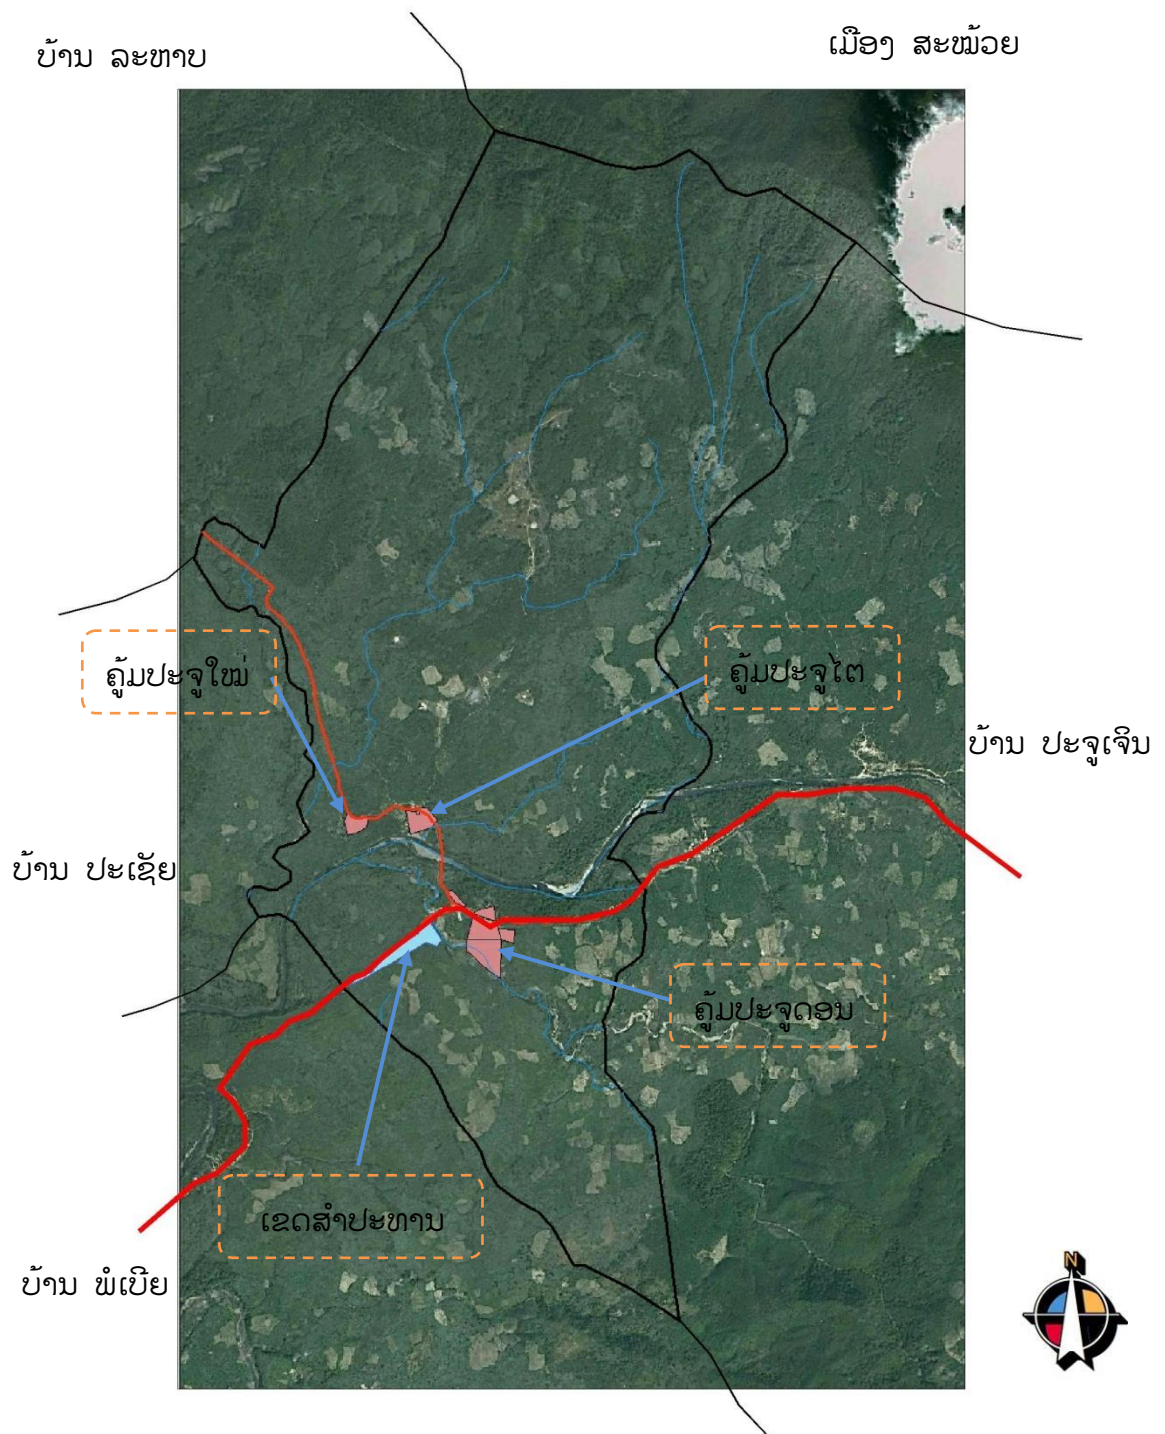 ບ້ານ ລະຫາບ
ເມືອງ ສະໝ້ວຍ
ຄູ້ມປະຈູໃໝ່
ຄູ້ມປະຈູໄຕ
ບ້ານ ປະຈູເຈິນ
ບ້ານ ປະເຊັຍ
ຄູ້ມປະຈູດອນ
ເຂດສຳປະທານ
ບ້ານ ພໍເບີຍ
N